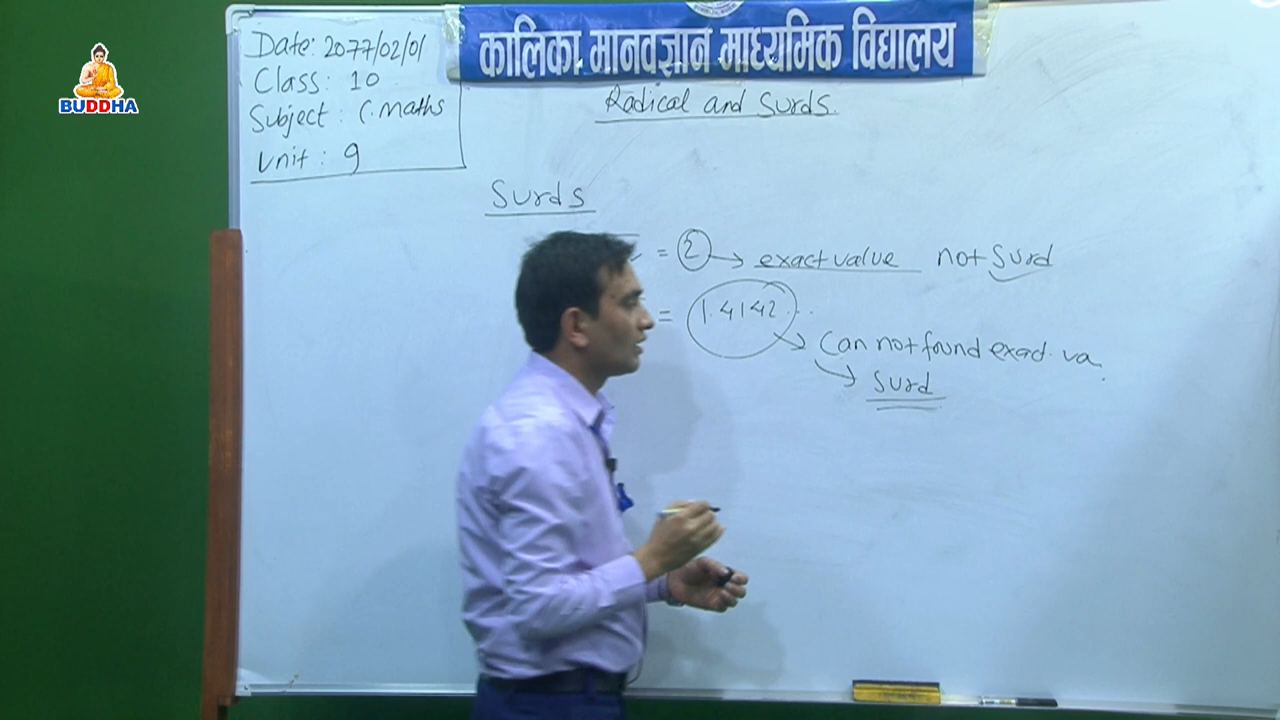 BUDDHA
कालिका मानवज्ञान माध्यमिक विद्यालय
Date: 2077/02/01
Class: 10
Subject: C. maths
Unit: 9
Radical and Surds.
Surds
= 2 → exact value not Surd
= 1.4142...
→ Can not found exact va.
→ Surd